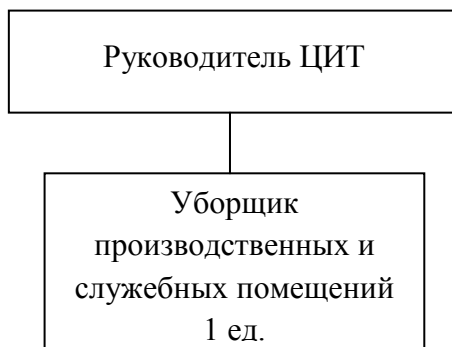 Руководитель ЦИТ
Уборщик
производственных и
служебных помещений
1 ед.